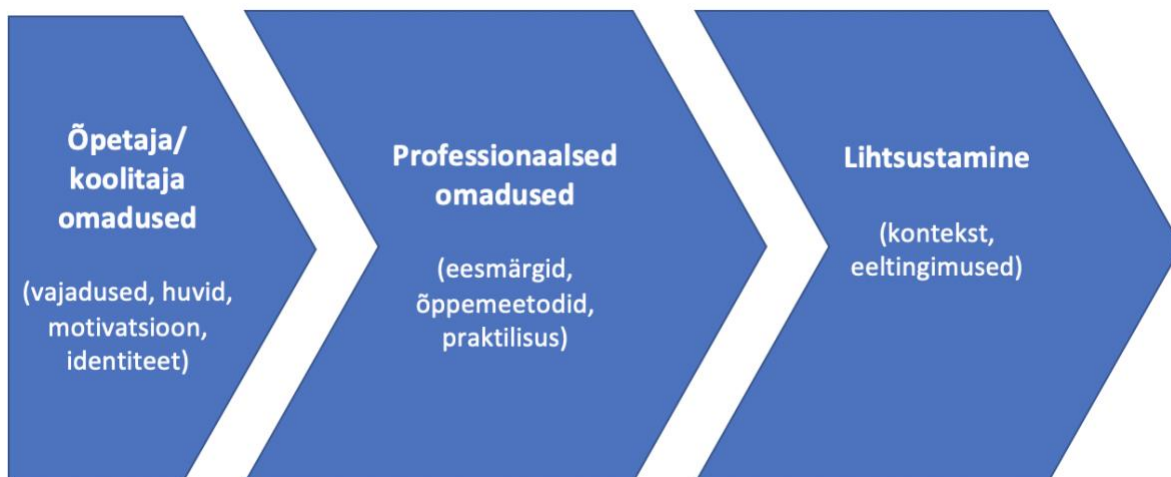 Õpetaja/
koolitaja
omadused
(vajadused, huvid,
motivatsioon,
identiteet)
Professionaalsed
omadused
(eesmärgid,
õppemeetodid,
praktilisus)
Lihtsustamine
(kontekst,
eeltingimused)